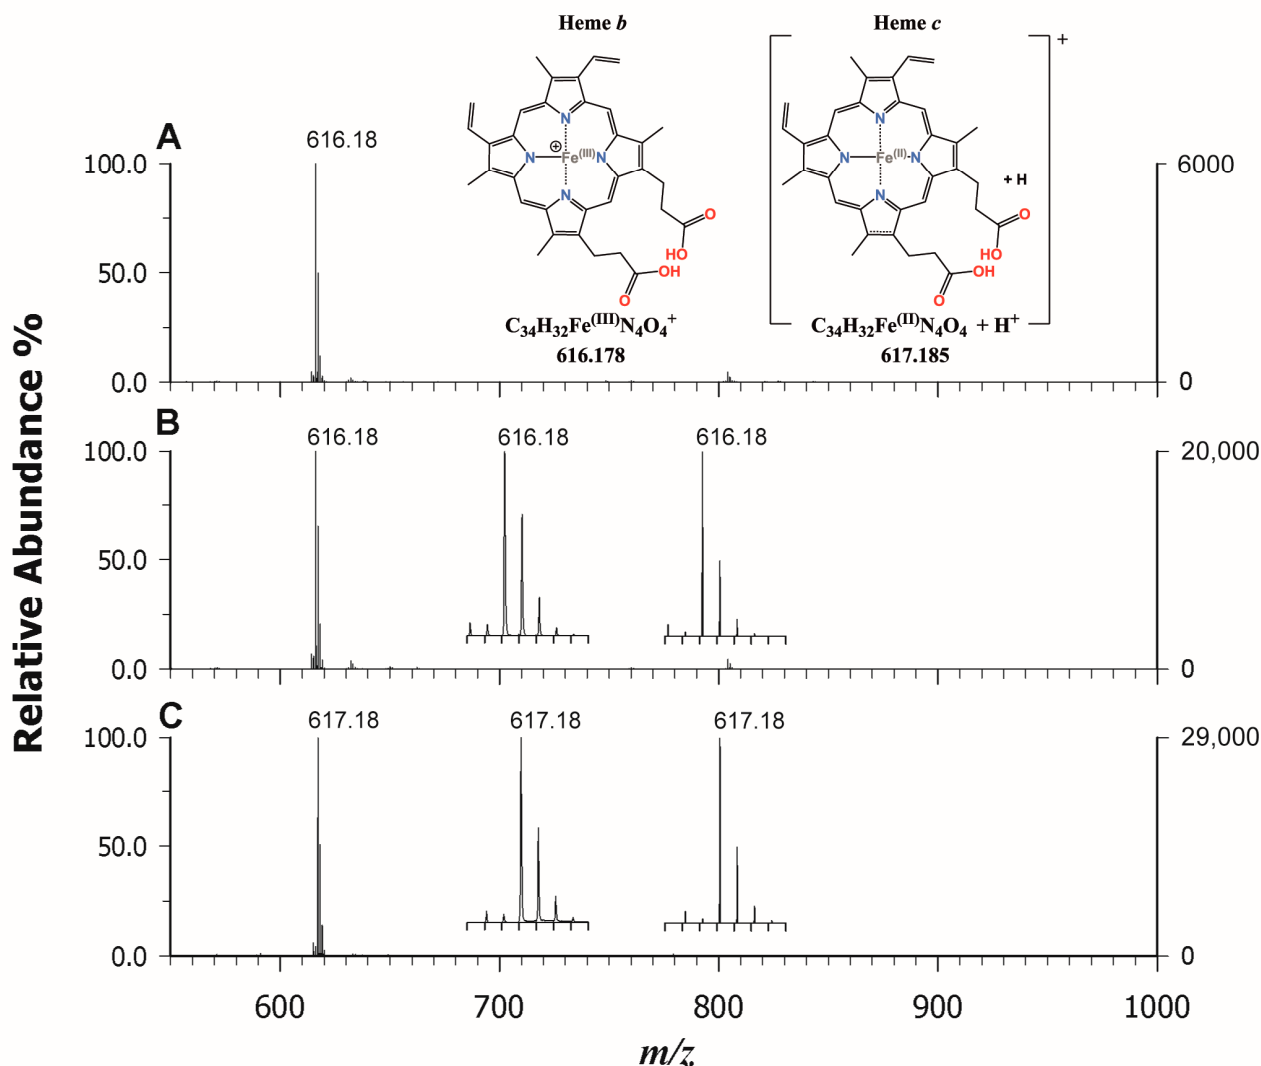 Heme b
Heme c
+
N
N
N
N
⊕
Fe(III)
O
HO
OH
O
N
N
N
N
Fe(II)
+ H
O
HO
OH
O
C34H32Fe(III)N4O4+
616.178
C34H32Fe(II)N4O4 + H+
617.185
A
616.18
100.0
50.0
0.0
6000
0
B
616.18
616.18
616.18
100.0
50.0
0.0
20,000
0
C
617.18
617.18
617.18
100.0
50.0
0.0
29,000
0
600
700
800
900
1000
m/z
Relative Abundance %